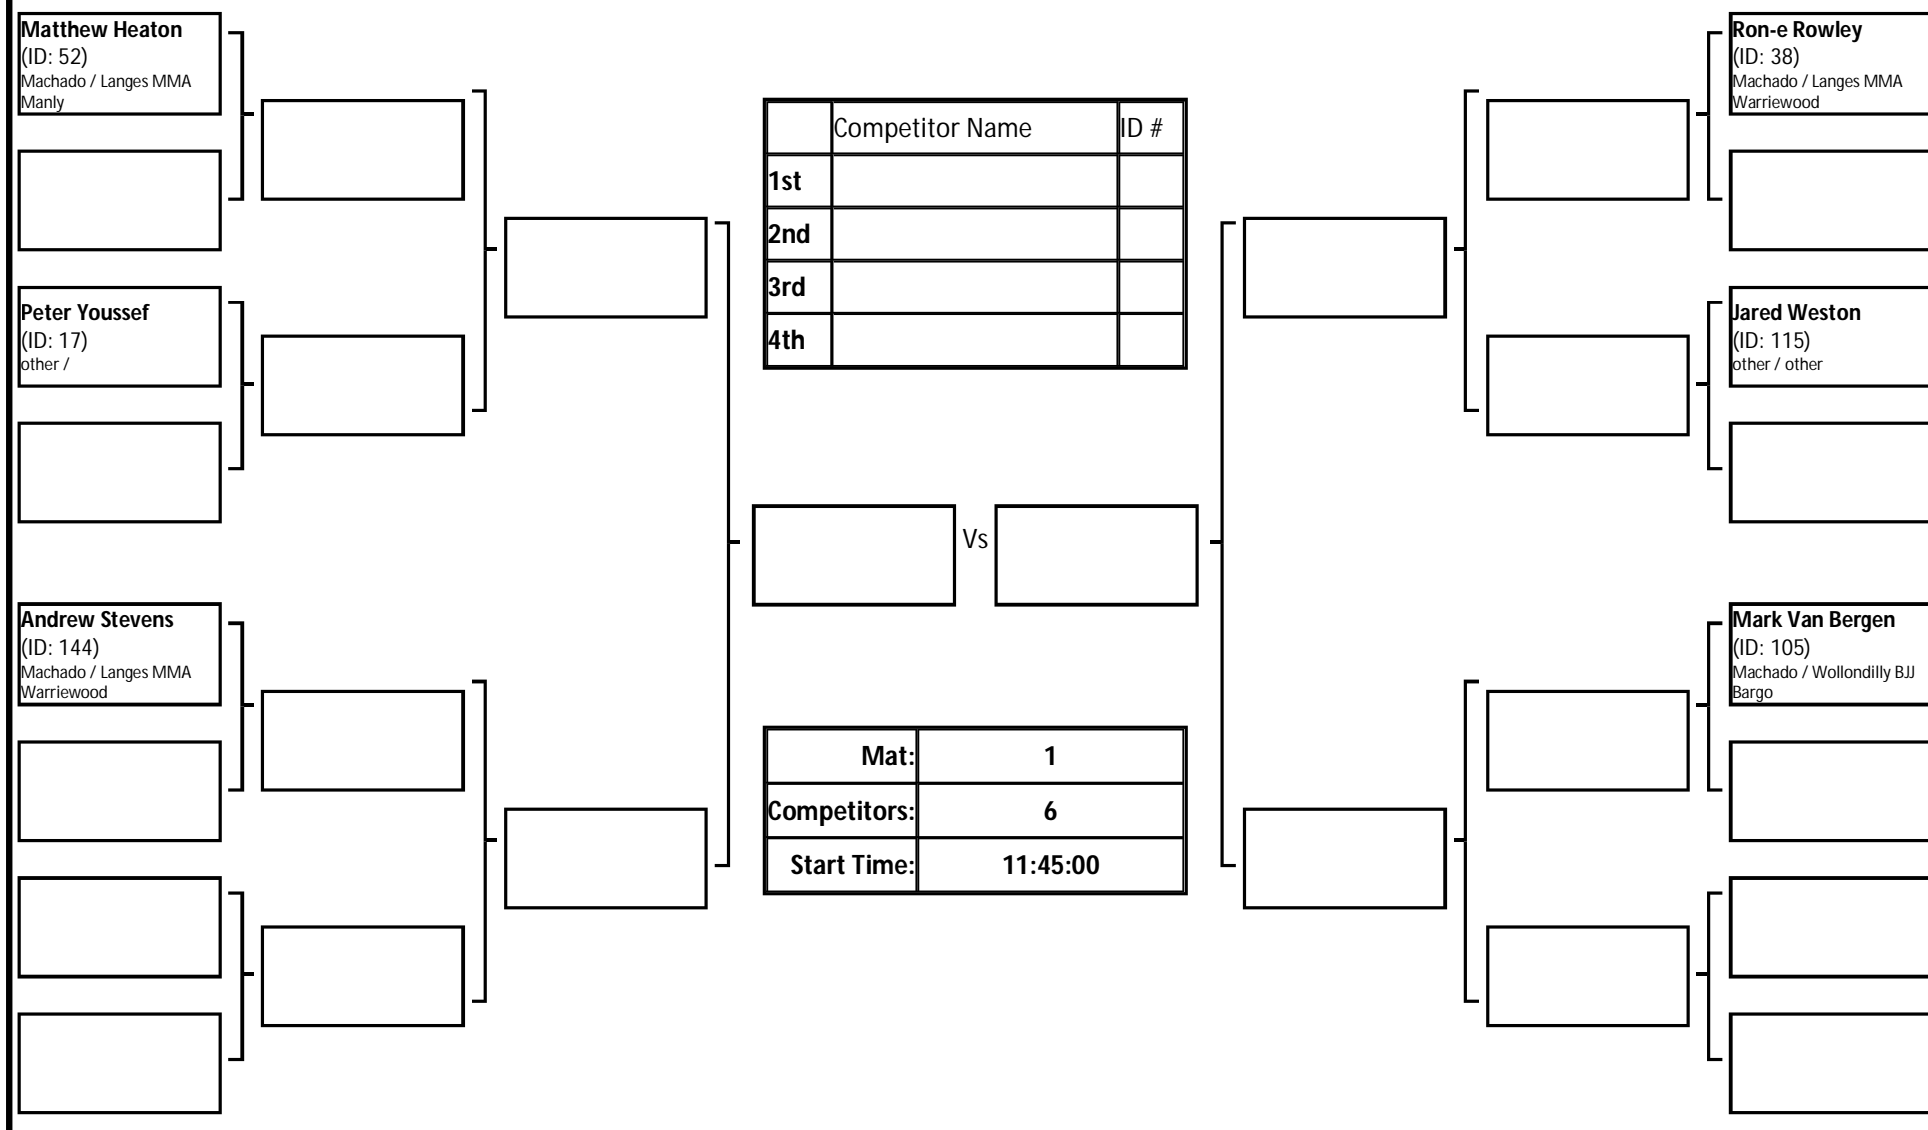 Matthew Heaton
(ID: 52)
Machado / Langes MMA
Manly
Peter Youssef
(ID: 17)
other /
Andrew Stevens
(ID: 144)
Machado / Langes MMA
Warriewood
Competitor Name ID #
1st
2nd
3rd
4th
Vs
Mat: 1
Competitors: 6
Start Time: 11:45:00
Ron-e Rowley
(ID: 38)
Machado / Langes MMA
Warriewood
Jared Weston
(ID: 115)
other / other
Mark Van Bergen
(ID: 105)
Machado / Wollondilly BJJ
Bargo